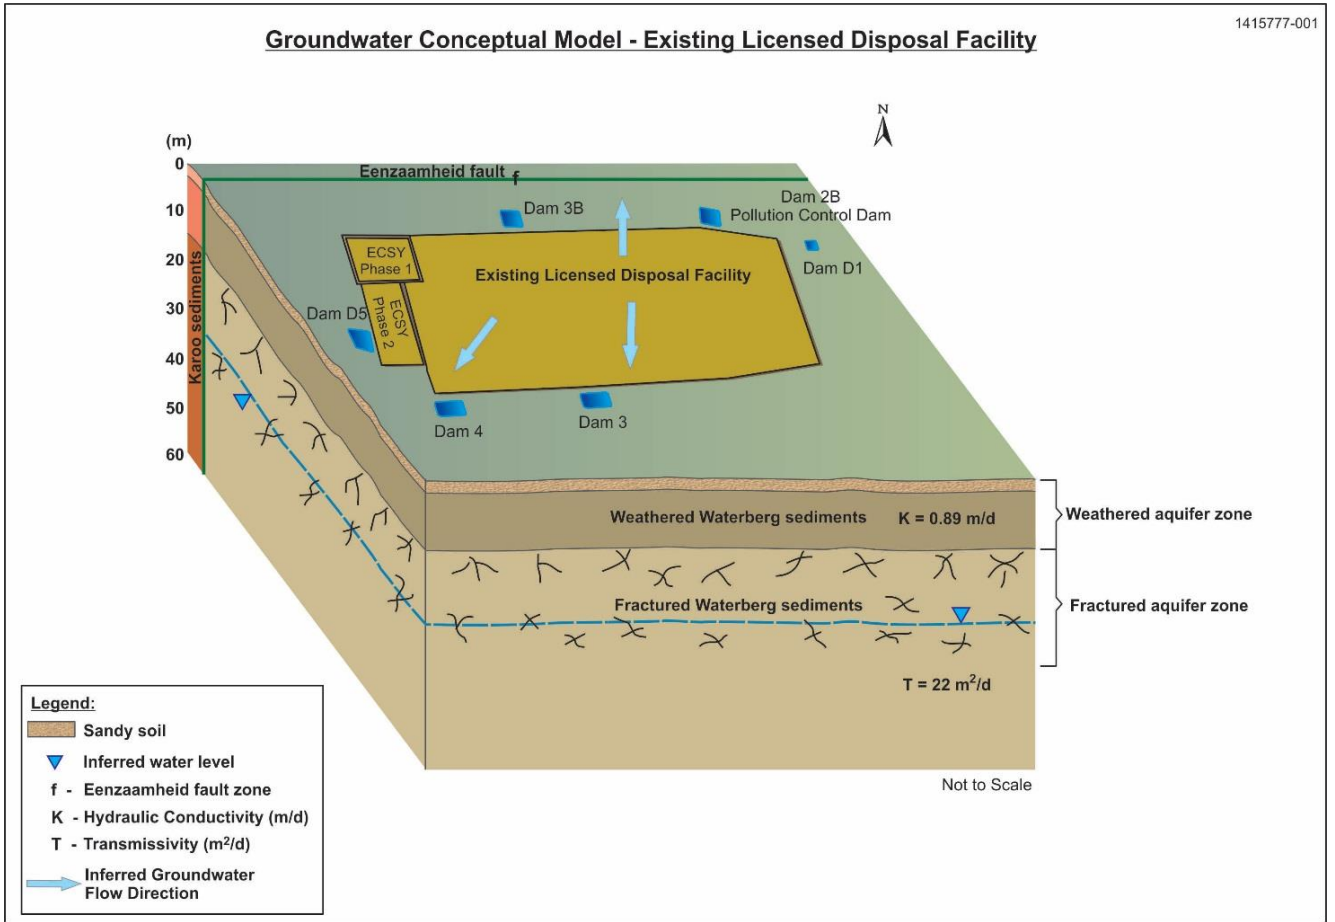 1415777-001
Groundwater Conceptual Model - Existing Licensed Disposal Facility
N
(m)
0
10
20
30
40
50
60
Karoo sediments
Eenzaamheid fault
f
Dam 3B
Dam 2B
Pollution Control Dam
Dam D1
ECSY
Phase 1
Existing Licensed Disposal Facility
ECSY
Phase 2
Dam D5
Dam 4
Dam 3
Weathered Waterberg sediments
K = 0.89 m/d
Weathered aquifer zone
Fractured Waterberg sediments
Fractured aquifer zone
T = 22 m²/d
Not to Scale
Legend:
Sandy soil
Inferred water level
f - Eenzaamheid fault zone
K - Hydraulic Conductivity (m/d)
T - Transmissivity (m²/d)
Inferred Groundwater
Flow Direction